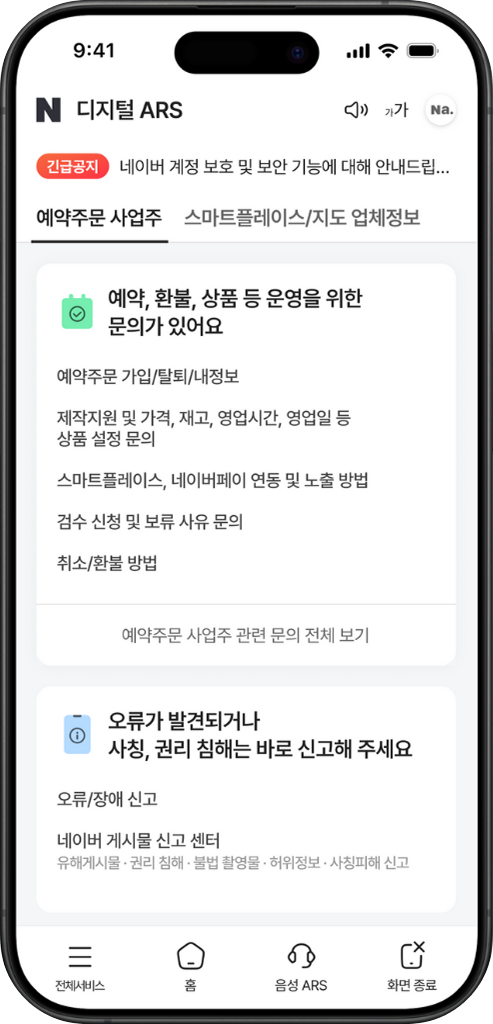 9:41
N 디지털 ARS
가가
Na.
긴급공지 네이버 계정 보호 및 보안 기능에 대해 안내드립...
예약주문 사업주 스마트플레이스/지도 업체정보
예약, 환불, 상품 등 운영을 위한
문의가 있어요
예약주문 가입/탈퇴/내정보
제작지원 및 가격, 재고, 영업시간, 영업일 등
상품 설정 문의
스마트플레이스, 네이버페이 연동 및 노출 방법
검수 신청 및 보류 사유 문의
취소/환불 방법
예약주문 사업주 관련 문의 전체 보기
오류가 발견되거나
사칭, 권리 침해는 바로 신고해 주세요
오류/장애 신고
네이버 게시물 신고 센터
유해게시물 · 권리 침해 · 불법 촬영물 · 허위정보 · 사칭피해 신고
전체서비스 홈 음성 ARS 화면 종료